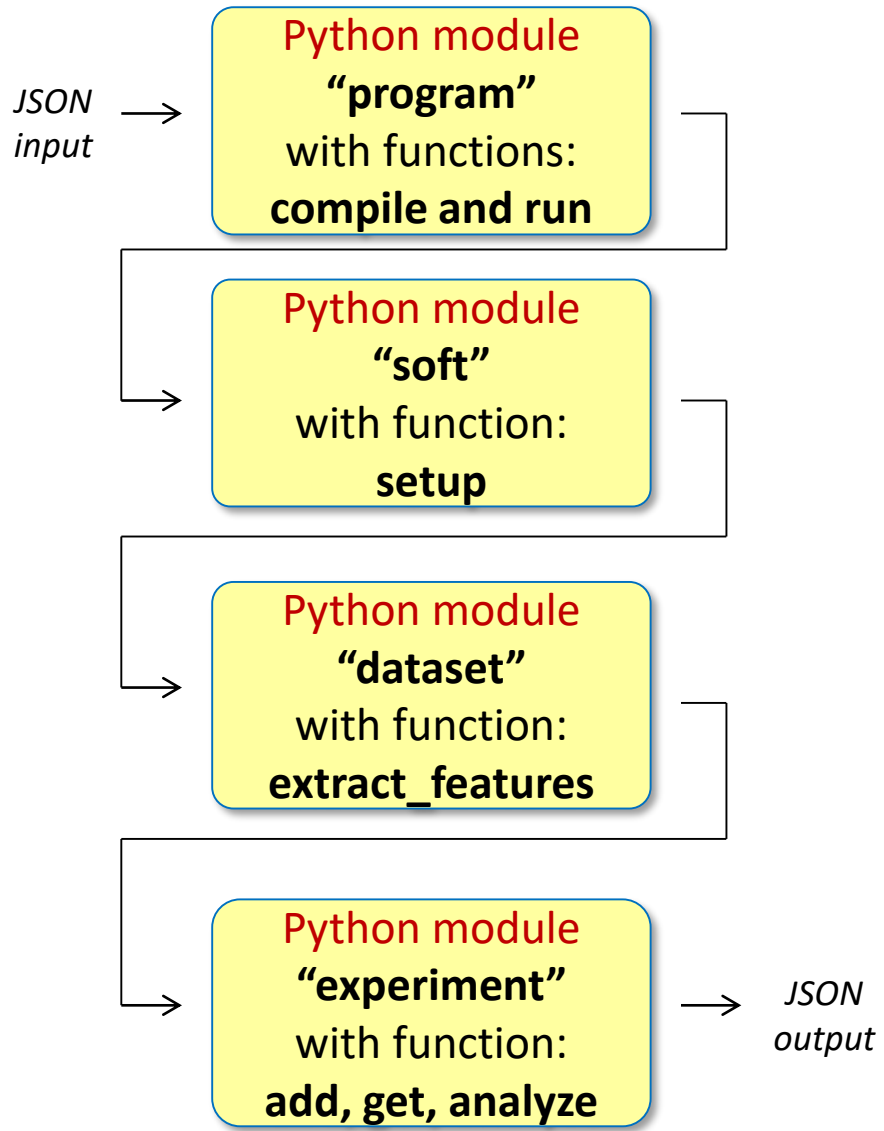 JSON
input
Python module
“program”
with functions:
compile and run
Python module
“soft”
with function:
setup
Python module
“dataset”
with function:
extract_features
Python module
“experiment”
with function:
add, get, analyze
JSON
output